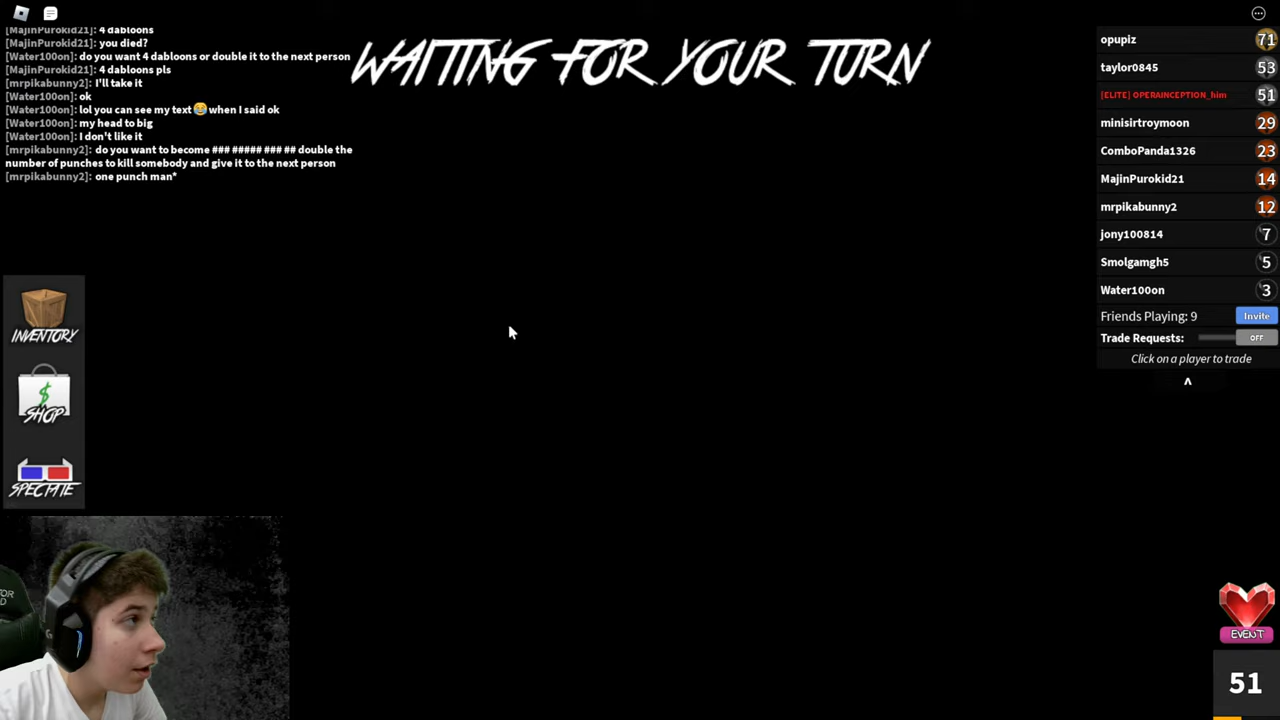 [MajinPurokid21]: 4 dabloons
[MajinPurokid21]: you died?
[Water100on]: do you want 4 dabloons or double it to the next person
[MajinPurokid21]: 4 dabloons pls
[mrpikabunny2]: I'll take it
[Water100on]: ok
[Water100on]: lol you can see my text😂when I said ok
[Water100on]: my head to big
[Water100on]: I don't like it
[mrpikabunny2]: do you want to become ### ##### ### ## double the
number of punches to kill somebody and give it to the next person
[mrpikabunny2]: one punch man*
WAITING FOR YOUR TURN
opupiz 71
taylor0845 53
[ELITE] OPERAINCEPTION_him 51
minisirtroymoon 29
ComboPanda1326 23
MajinPurokid21 14
mrpikabunny2 12
jony100814 7
Smolgamgh5 5
Water100on 3
Friends Playing: 9 Invite
Trade Requests: OFF
Click on a player to trade
INVENTORY
$
SHOP
SPECTATE
EVENT
51